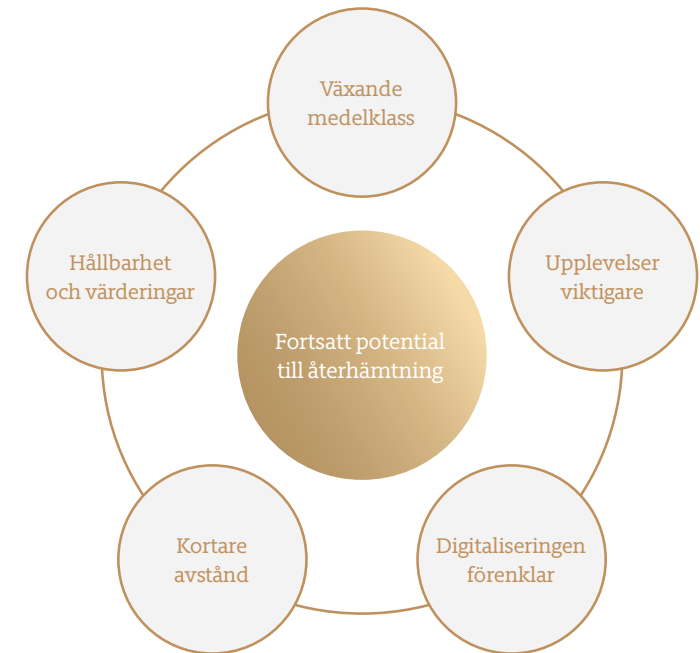 Växande
medelklass
Upplevelser
viktigare
Digitaliseringen
förenklar
Kortare
avstånd
Hållbarhet
och värderingar
Fortsatt potential
till återhämtning